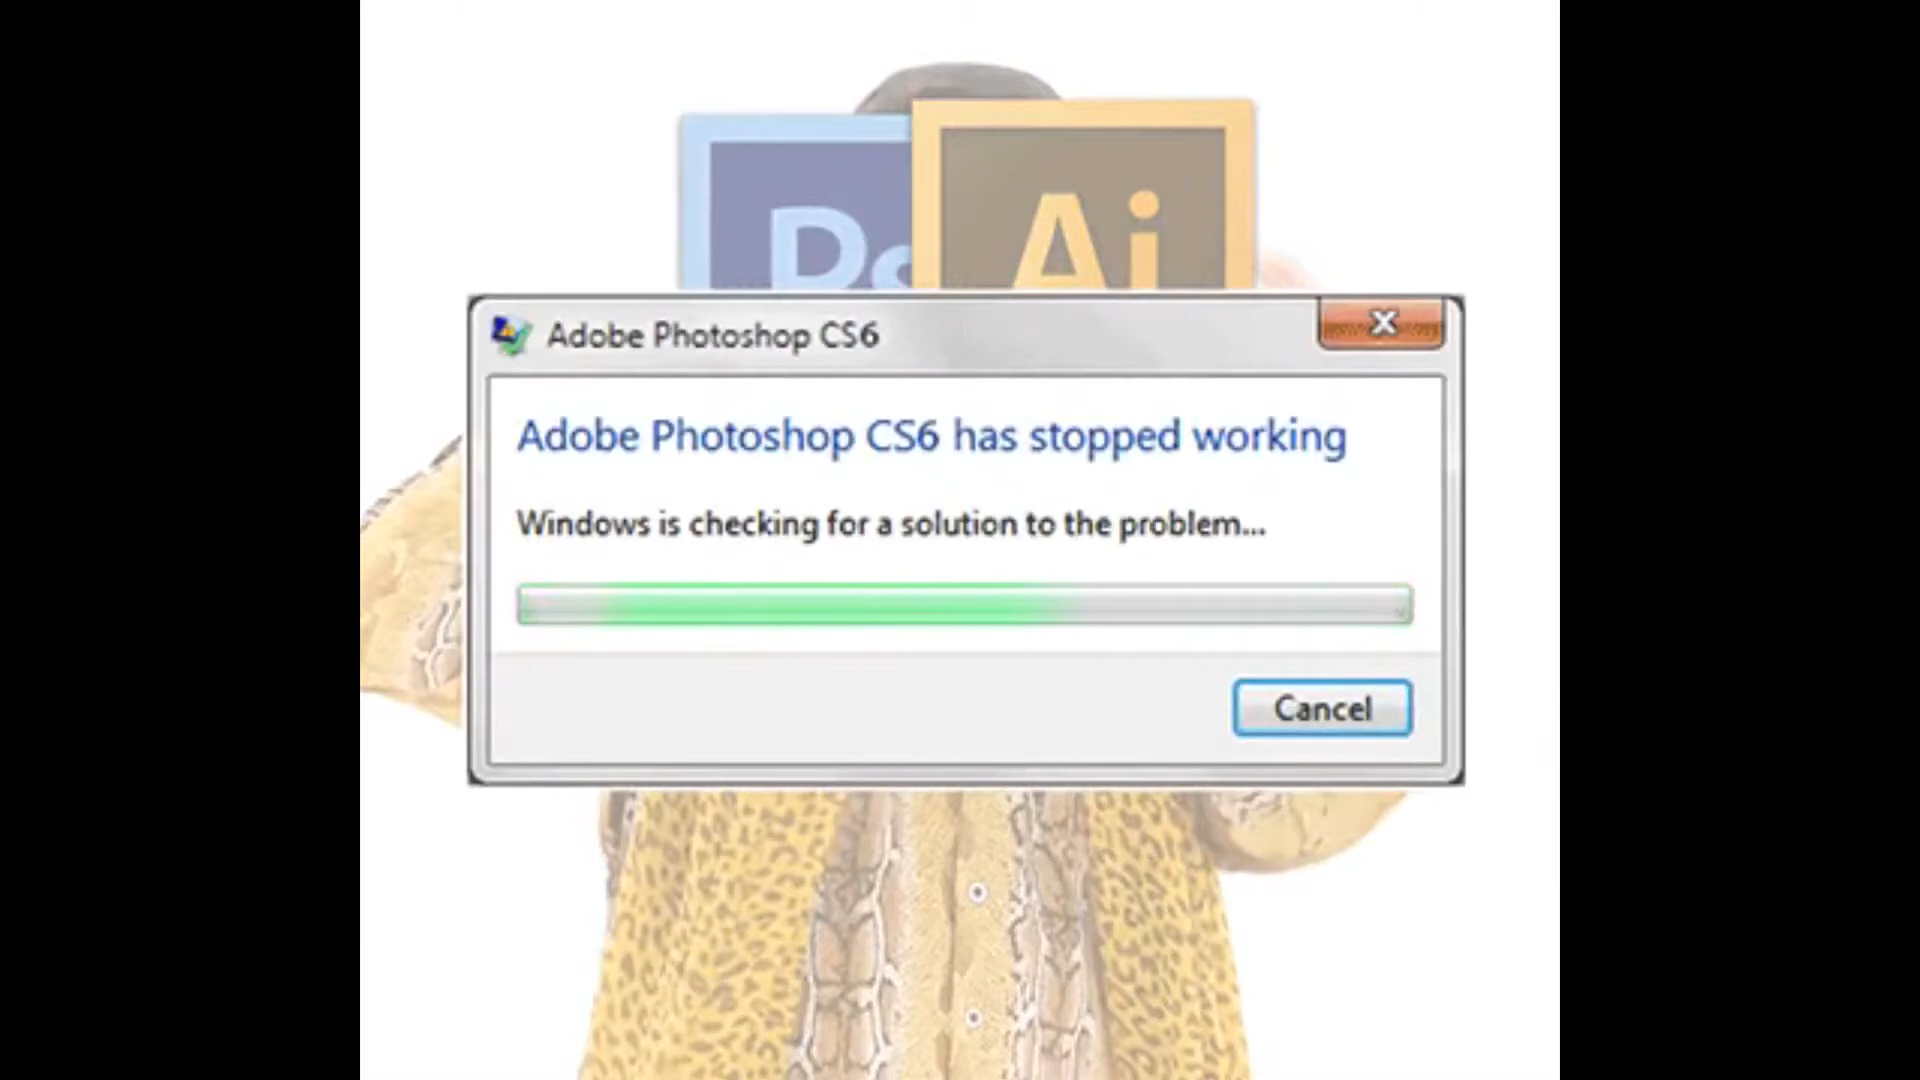 Ps Ai
Adobe Photoshop CS6
Adobe Photoshop CS6 has stopped working
Windows is checking for a solution to the problem...
Cancel